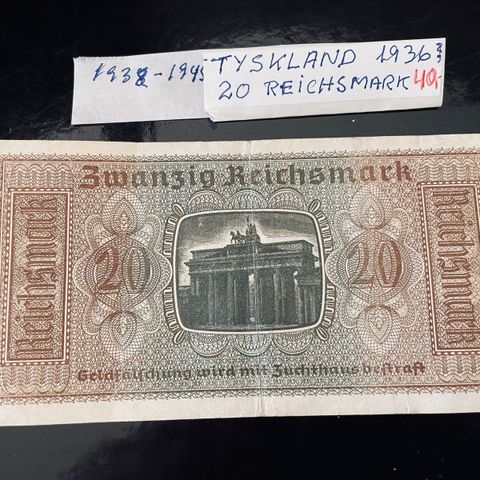 1938-1945
TYSKLAND 1936??
20 REICHSMARK 40,-
Zwanzig Reichsmark
Reichsmark
20
20
Reichsmark
Geldfälschung wird mit Zuchthaus bestraft